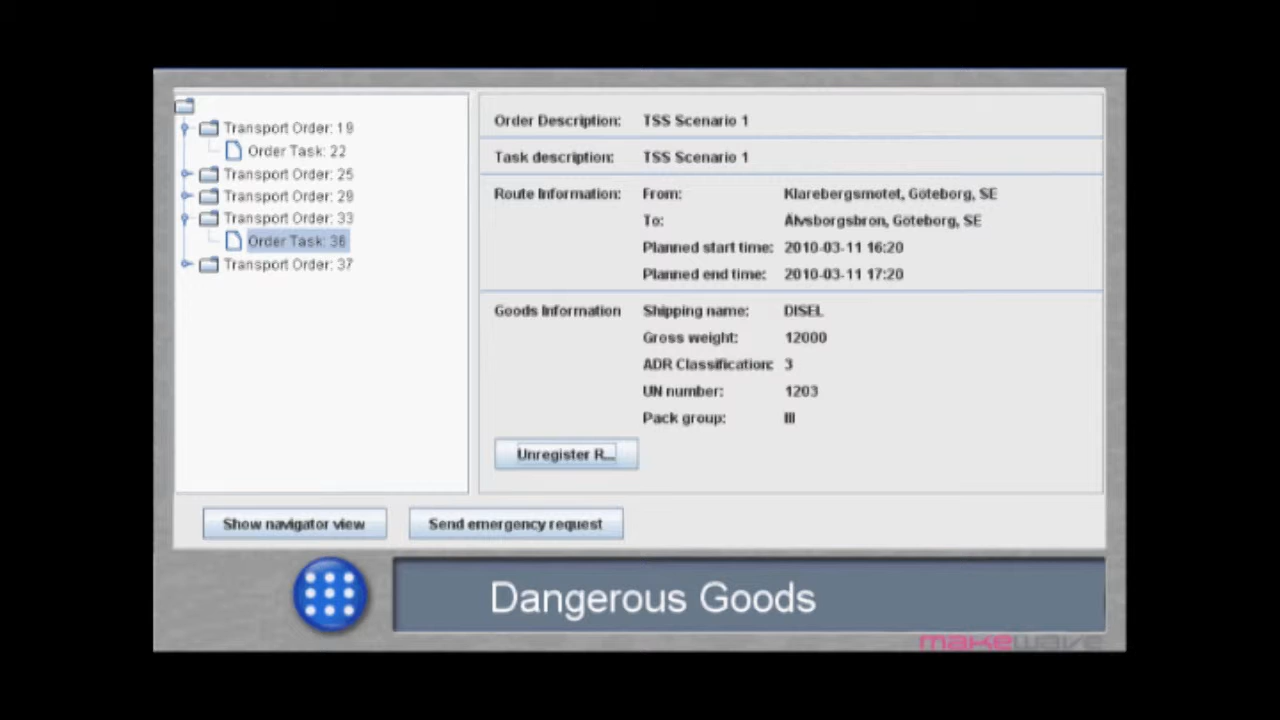 Transport Order: 19
Order Task: 22
Transport Order: 25
Transport Order: 29
Transport Order: 33
Order Task: 36
Transport Order: 37
Order Description: TSS Scenario 1
Task description: TSS Scenario 1
Route Information: From: Klarebergsmotet, Göteborg, SE
To: Älvsborgsbron, Göteborg, SE
Planned start time: 2010-03-11 16:20
Planned end time: 2010-03-11 17:20
Goods Information Shipping name: DISEL
Gross weight: 12000
ADR Classification: 3
UN number: 1203
Pack group: III
Unregister R...
Show navigator view Send emergency request
Dangerous Goods
makewave